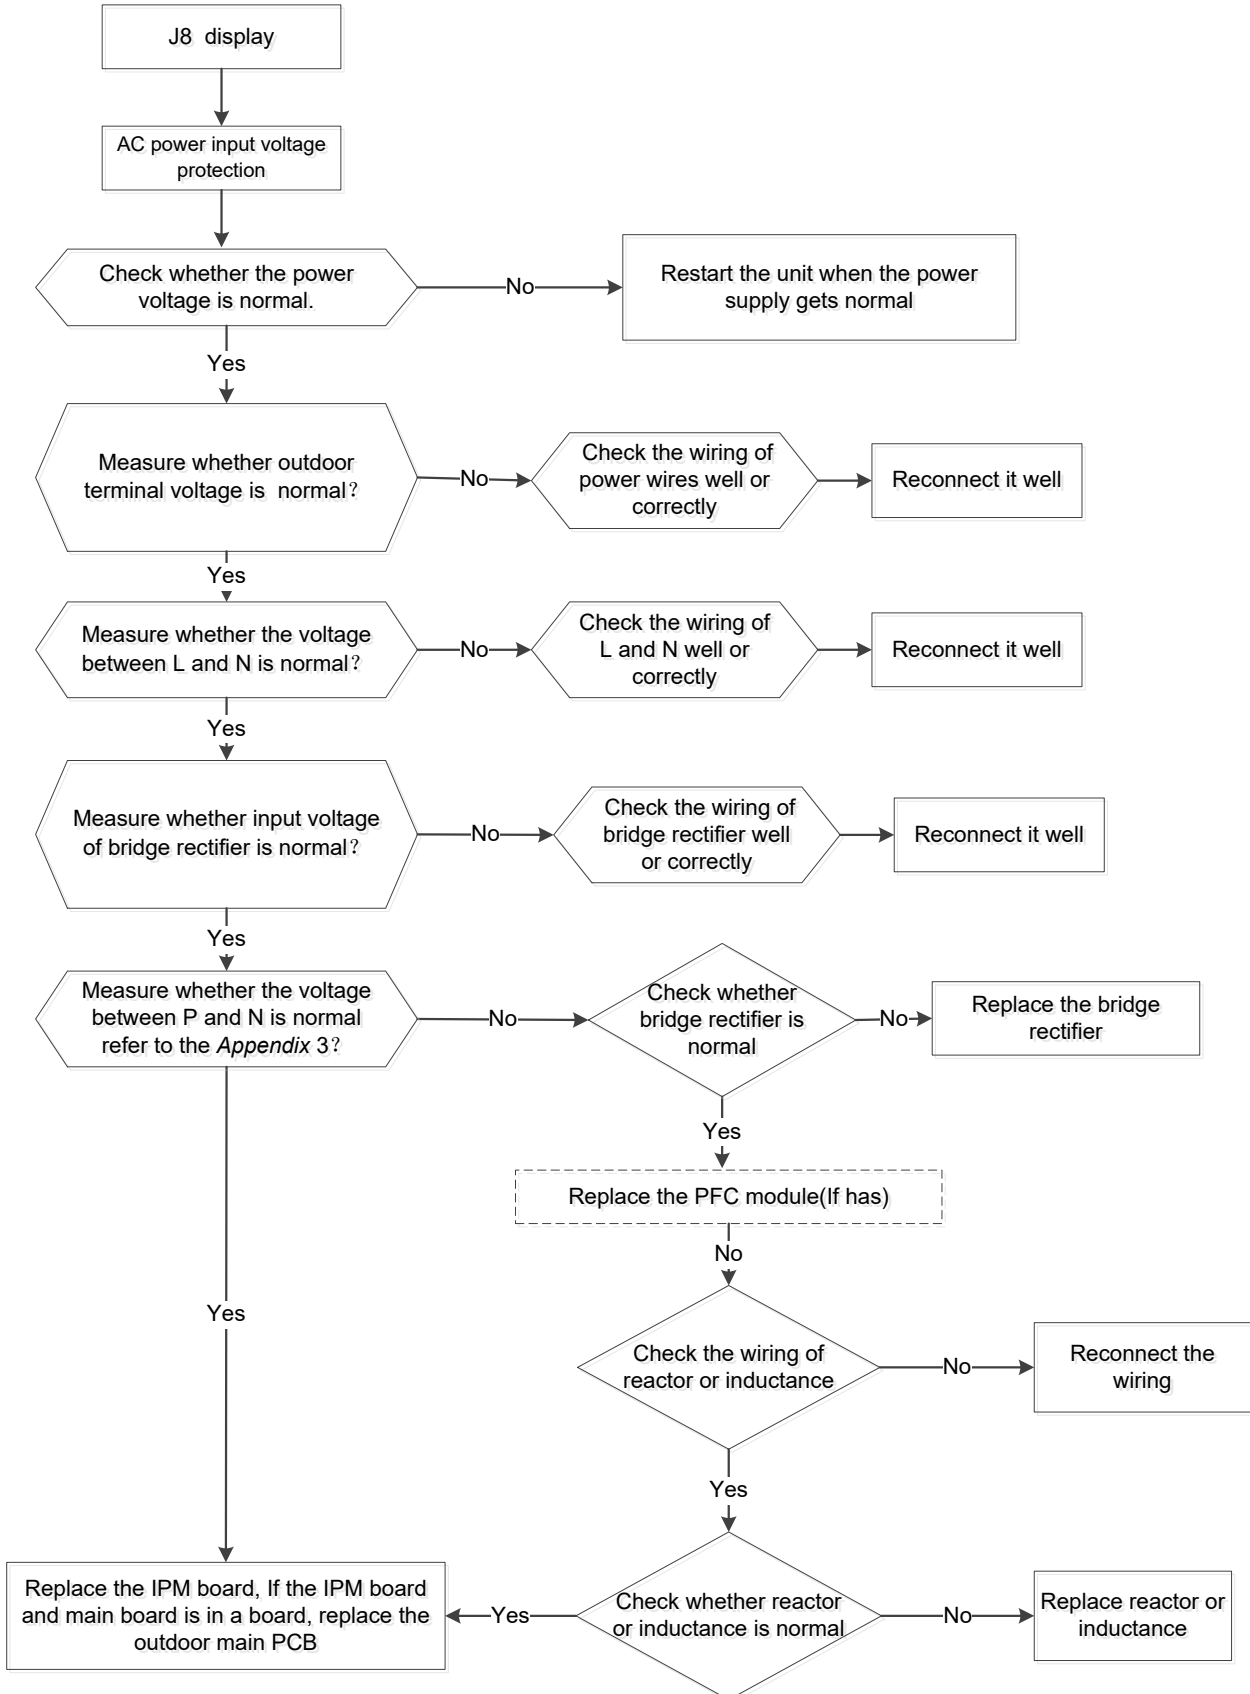 J8 display
AC power input voltage
protection
Check whether the power
voltage is normal.
No
Restart the unit when the power
supply gets normal
Yes
Measure whether outdoor
terminal voltage is normal?
No
Check the wiring of
power wires well or
correctly
Reconnect it well
Yes
Measure whether the voltage
between L and N is normal?
No
Check the wiring of
L and N well or
correctly
Reconnect it well
Yes
Measure whether input voltage
of bridge rectifier is normal?
No
Check the wiring of
bridge rectifier well
or correctly
Reconnect it well
Yes
Measure whether the voltage
between P and N is normal
refer to the Appendix 3?
No
Check whether
bridge rectifier is
normal
No
Replace the bridge
rectifier
Yes
Replace the PFC module(If has)
No
Yes
Check the wiring of
reactor or inductance
No
Reconnect the
wiring
Yes
Replace the IPM board, If the IPM board
and main board is in a board, replace the
outdoor main PCB
Yes
Check whether reactor
or inductance is normal
No
Replace reactor or
inductance